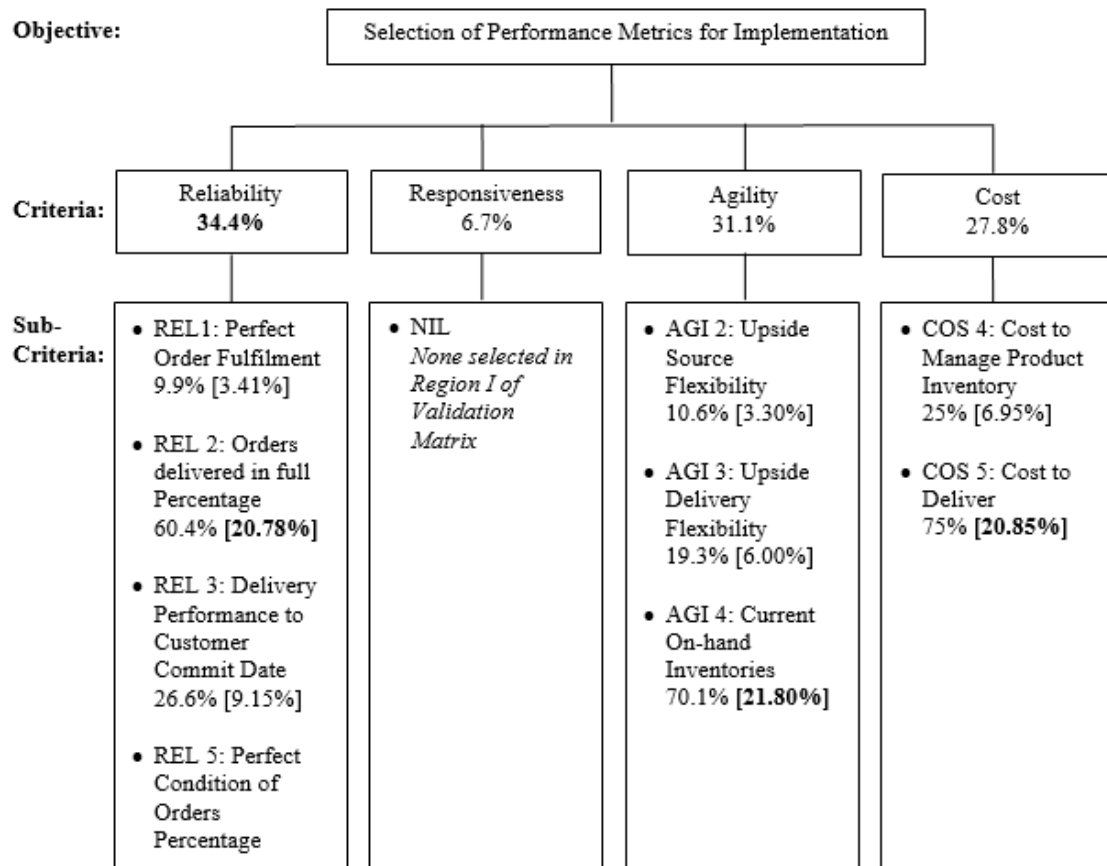 Objective:
Selection of Performance Metrics for Implementation
Criteria:
Reliability
34.4%
Responsiveness
6.7%
Agility
31.1%
Cost
27.8%
Sub-
Criteria:
• REL1: Perfect
Order Fulfilment
9.9% [3.41%]
• REL 2: Orders
delivered in full
Percentage
60.4% [20.78%]
• REL 3: Delivery
Performance to
Customer
Commit Date
26.6% [9.15%]
• REL 5: Perfect
Condition of
Orders
Percentage
• NIL
None selected in
Region I of
Validation
Matrix
• AGI 2: Upside
Source
Flexibility
10.6% [3.30%]
• AGI 3: Upside
Delivery
Flexibility
19.3% [6.00%]
• AGI 4: Current
On-hand
Inventories
70.1% [21.80%]
• COS 4: Cost to
Manage Product
Inventory
25% [6.95%]
• COS 5: Cost to
Deliver
75% [20.85%]